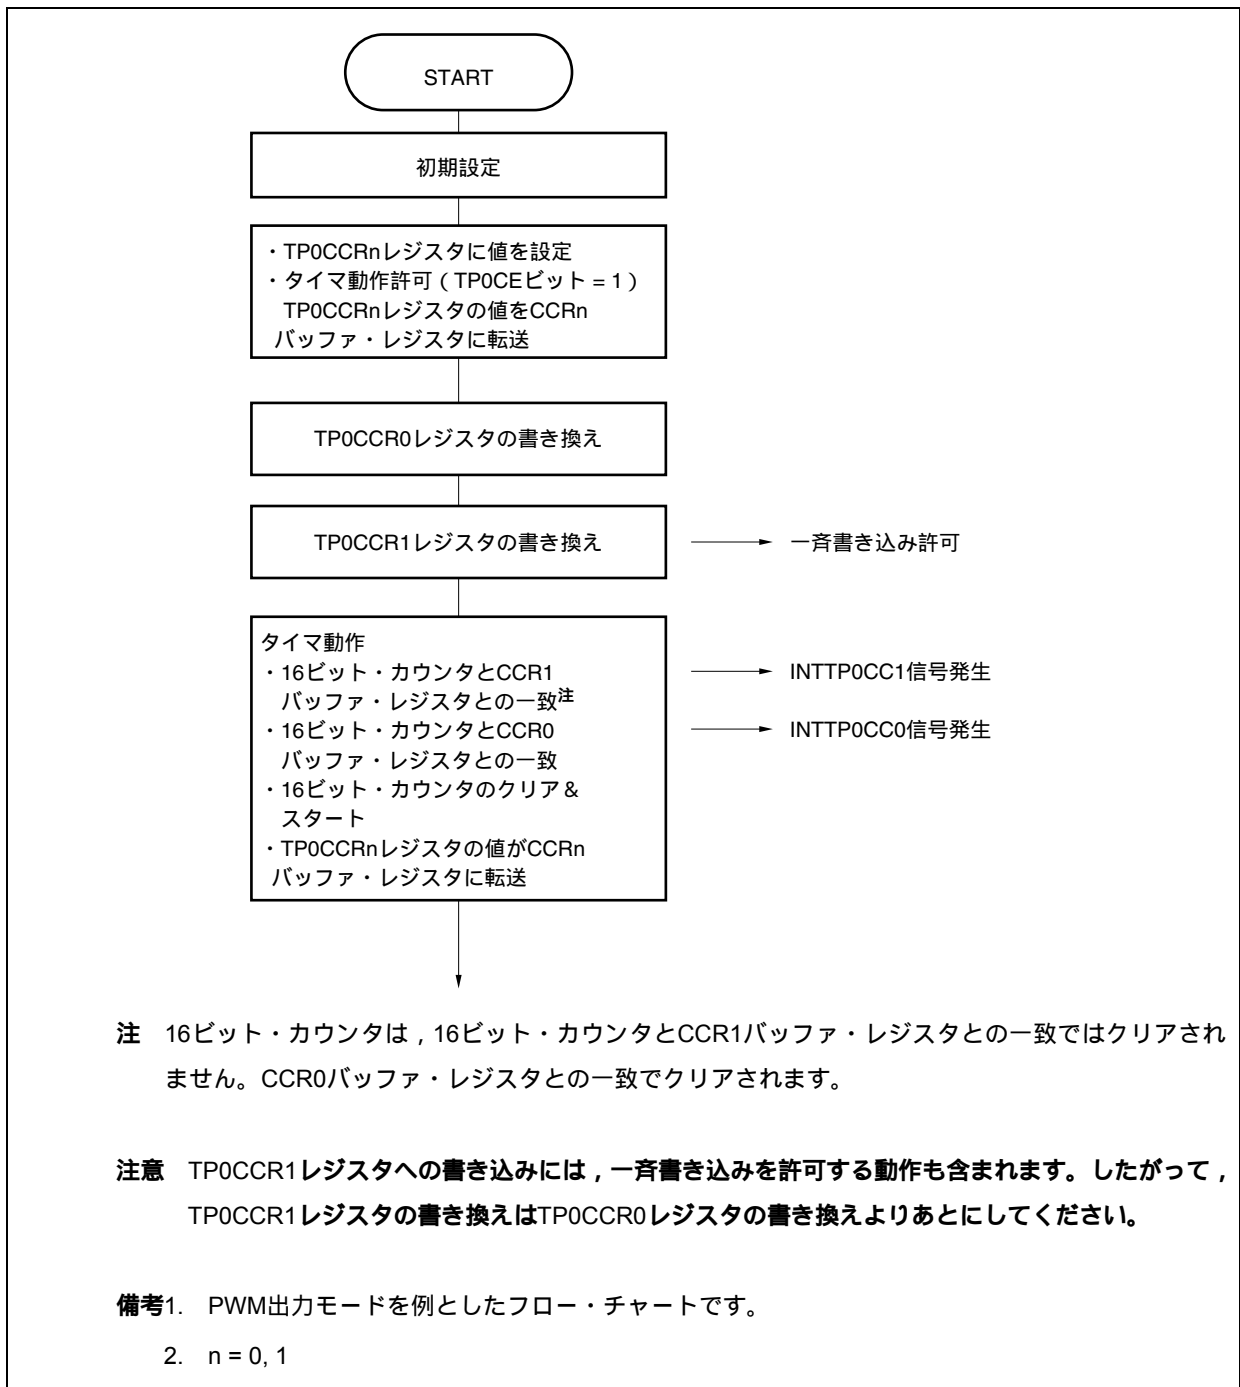 START
初期設定
・TP0CCRnレジスタに値を設定
・タイマ動作許可（TP0CEビット = 1）
TP0CCRnレジスタの値をCCRn
バッファ・レジスタに転送
TP0CCR0レジスタの書き換え
TP0CCR1レジスタの書き換え
一斉書き込み許可
タイマ動作
・16ビット・カウンタとCCR1
バッファ・レジスタとの一致注
INTTP0CC1信号発生
・16ビット・カウンタとCCR0
バッファ・レジスタとの一致
INTTP0CC0信号発生
・16ビット・カウンタのクリア＆
スタート
・TP0CCRnレジスタの値がCCRn
バッファ・レジスタに転送
注 16ビット・カウンタは，16ビット・カウンタとCCR1バッファ・レジスタとの一致ではクリアされ
ません。CCR0バッファ・レジスタとの一致でクリアされます。
注意 TP0CCR1レジスタへの書き込みには，一斉書き込みを許可する動作も含まれます。したがって，
TP0CCR1レジスタの書き換えはTP0CCR0レジスタの書き換えよりあとにしてください。
備考1. PWM出力モードを例としたフロー・チャートです。
2. n = 0, 1